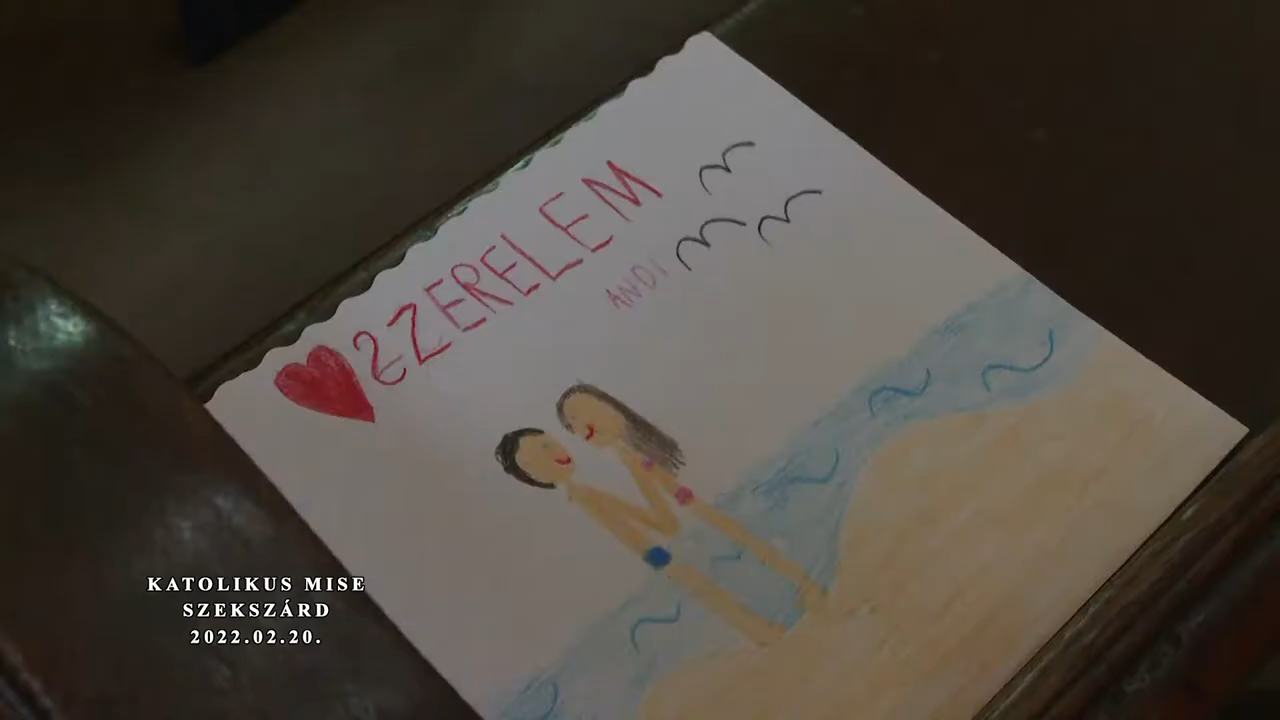 SZERELEM
ANDI
KATOLIKUS MISE
SZEKSZÁRD
2022.02.20.